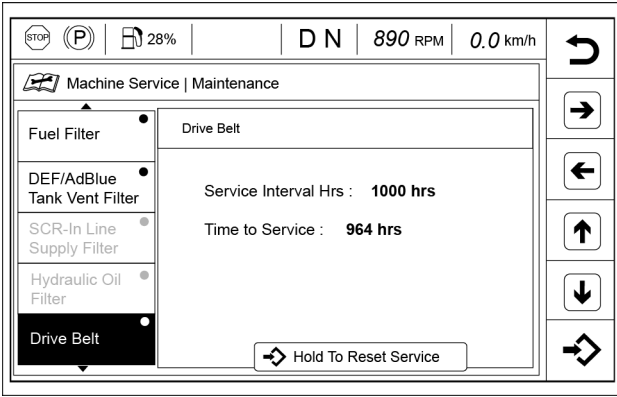 STOP P 28% D N 890 RPM 0.0 km/h
Machine Service | Maintenance
Fuel Filter
DEF/AdBlue
Tank Vent Filter
SCR-In Line
Supply Filter
Hydraulic Oil
Filter
Drive Belt
Drive Belt
Service Interval Hrs : 1000 hrs
Time to Service : 964 hrs
Hold To Reset Service